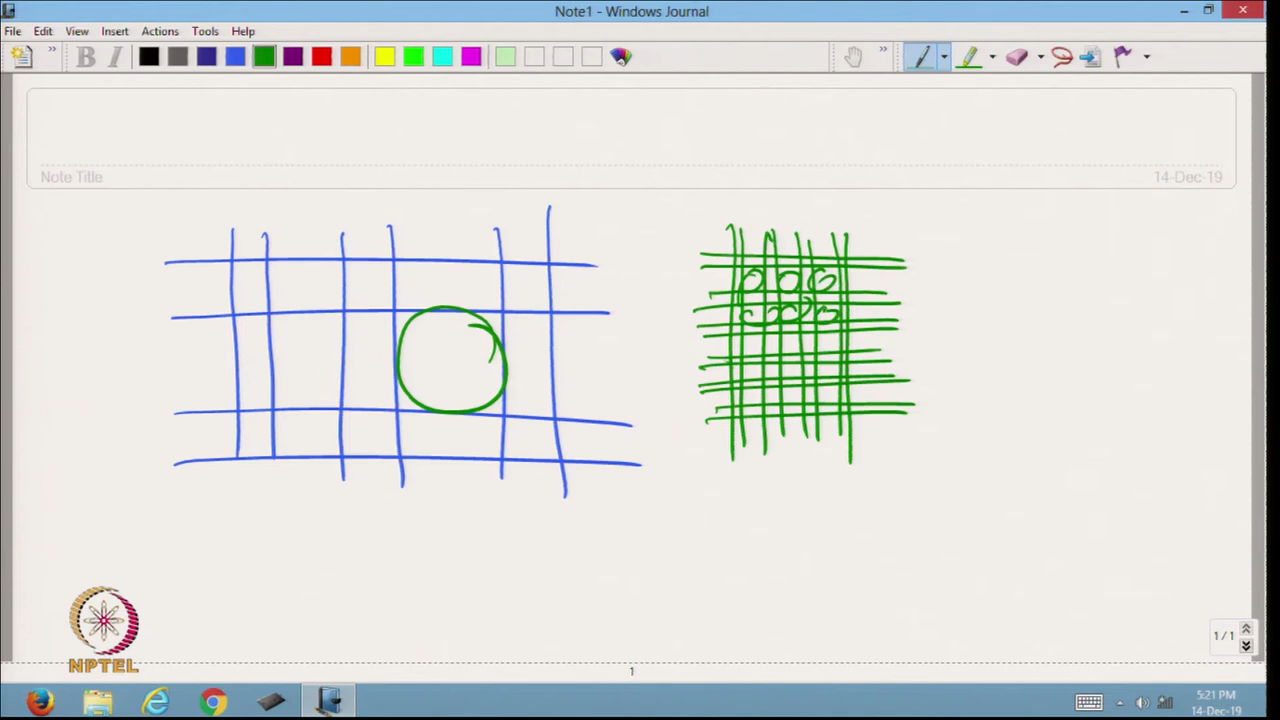 Note1 - Windows Journal
File Edit View Insert Actions Tools Help
B I
Note Title
14-Dec-19
1 / 1
NPTEL
1
5:21 PM
14-Dec-19